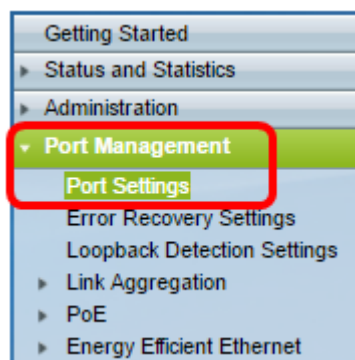 Getting Started
Status and Statistics
Administration
Port Management
Port Settings
Error Recovery Settings
Loopback Detection Settings
Link Aggregation
PoE
Energy Efficient Ethernet